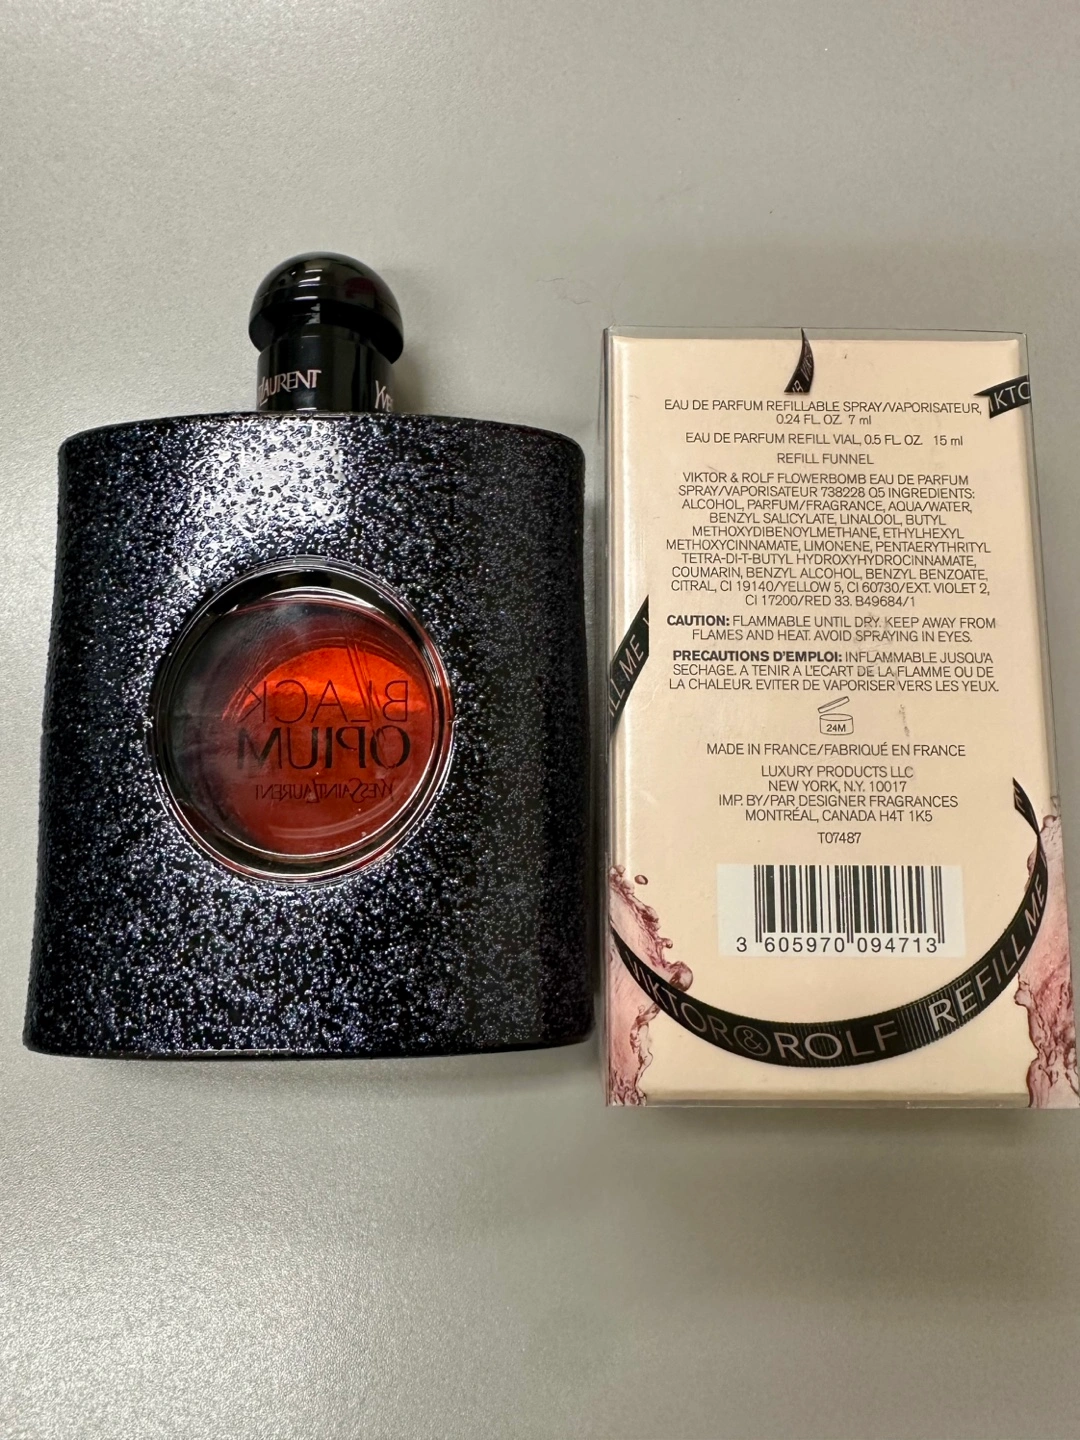 LAURENT
YVE
BLACK
OPIUM
YVESSAINTLAURENT
IKTO
EAU DE PARFUM REFILLABLE SPRAY/VAPORISATEUR,
0.24 FL. OZ. 7 ml
EAU DE PARFUM REFILL VIAL, 0.5 FL. OZ. 15 ml
REFILL FUNNEL
VIKTOR & ROLF FLOWERBOMB EAU DE PARFUM
SPRAY/VAPORISATEUR 738228 05 INGREDIENTS:
ALCOHOL, PARFUM/FRAGRANCE, AQUA/WATER,
BENZYL SALICYLATE, LINALOOL, BUTYL
METHOXYDIBENOYLMETHANE, ETHYLHEXYL
METHOXYCINNAMATE, LIMONENE, PENTAERYTHRITYL
TETRA-DI-T-BUTYL HYDROXYHYDROCINNAMATE,
COUMARIN, BENZYL ALCOHOL, BENZYL BENZOATE,
CITRAL, CI 19140/YELLOW 5, CI 60730/EXT. VIOLET 2,
CI 17200/RED 33. B49684/1
CAUTION: FLAMMABLE UNTIL DRY. KEEP AWAY FROM
FLAMES AND HEAT. AVOID SPRAYING IN EYES.
PRECAUTIONS D'EMPLOI: INFLAMMABLE JUSQU'A
SECHAGE. A TENIR A L'ECART DE LA FLAMME OU DE
LA CHALEUR. EVITER DE VAPORISER VERS LES YEUX.
24M
MADE IN FRANCE/FABRIQUÉ EN FRANCE
LUXURY PRODUCTS LLC
NEW YORK, N.Y. 10017
IMP. BY/PAR DESIGNER FRAGRANCES
MONTRÉAL, CANADA H4T 1K5
T07487
3 605970 094713
ILL ME
VIKTOR&ROLF REFILL ME